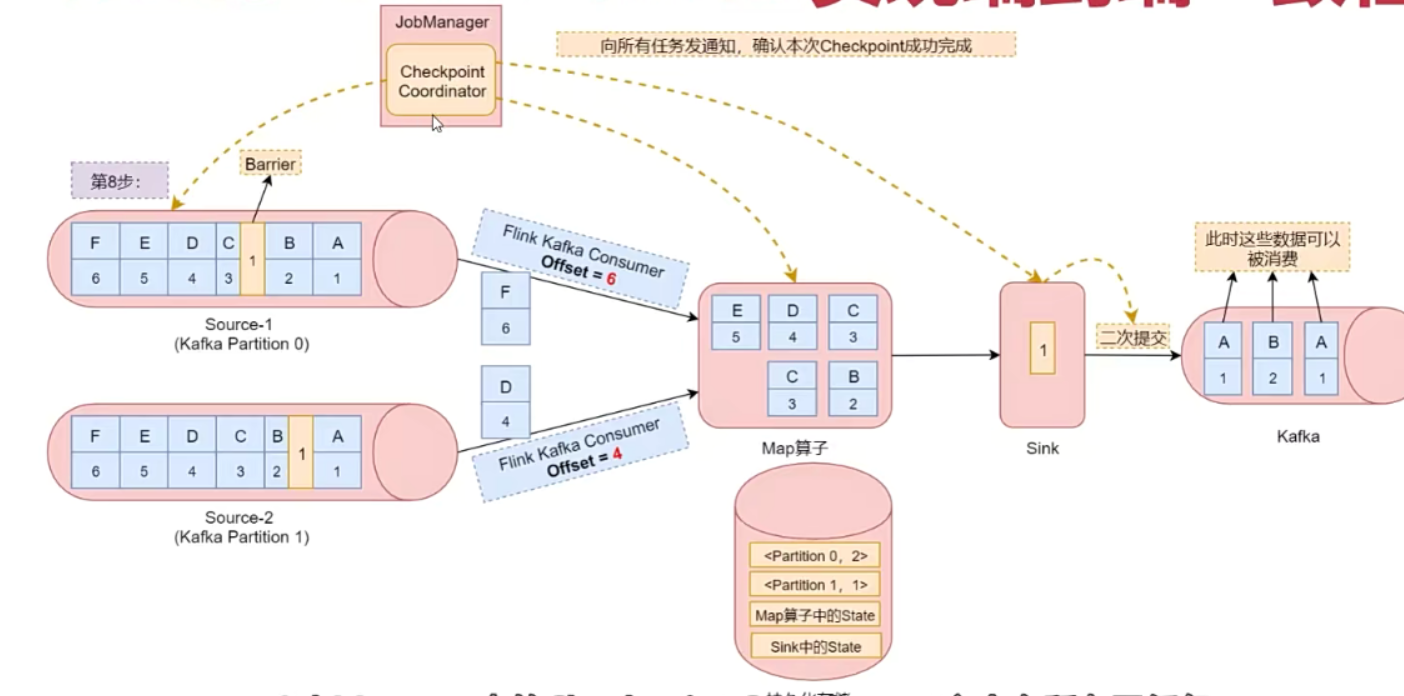 JobManager
Checkpoint
Coordinator
向所有任务发通知，确认本次Checkpoint成功完成
第8步：
Barrier
F E D C B A
6 5 4 3 1 2 1
Source-1
(Kafka Partition 0)
Flink Kafka Consumer
Offset = 6
F
6
D
4
Flink Kafka Consumer
Offset = 4
F E D C B A
6 5 4 3 2 1 1
Source-2
(Kafka Partition 1)
E D C
5 4 3
C B
3 2
Map算子
1
Sink
二次提交
此时这些数据可以
被消费
A B A
1 2 1
Kafka
<Partition 0，2>
<Partition 1，1>
Map算子中的State
Sink中的State